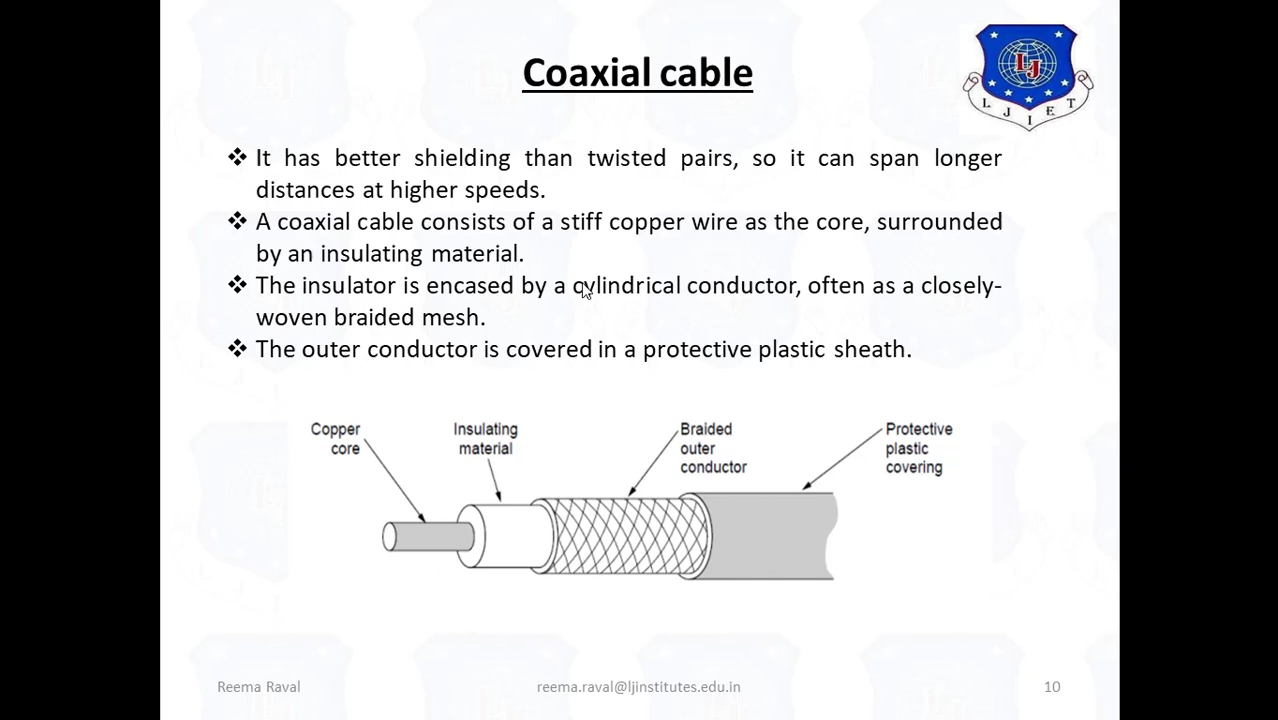 Coaxial cable
LJ
L J I E T
❖ It has better shielding than twisted pairs, so it can span longer
distances at higher speeds.
❖ A coaxial cable consists of a stiff copper wire as the core, surrounded
by an insulating material.
❖ The insulator is encased by a cylindrical conductor, often as a closely-
woven braided mesh.
❖ The outer conductor is covered in a protective plastic sheath.
Copper
core
Insulating
material
Braided
outer
conductor
Protective
plastic
covering
Reema Raval
reema.raval@ljinstitutes.edu.in
10